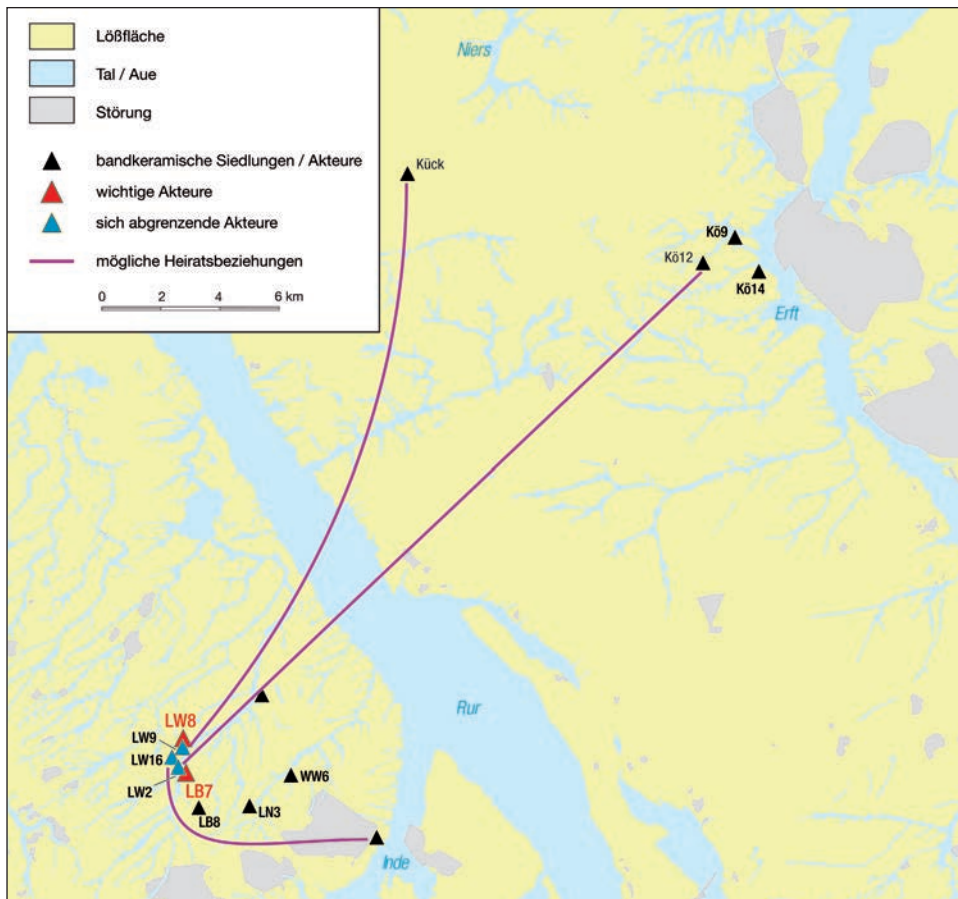 Lößfläche
Tal / Aue
Störung
bandkeramische Siedlungen / Akteure
wichtige Akteure
sich abgrenzende Akteure
mögliche Heiratsbeziehungen
0 2 4 6 km
Niers
Kück
Kö9
Kö12
Kö14
Erft
Rur
LW8
LW9
LW16
LW2
LB7
WW6
LN3
LB8
Inde